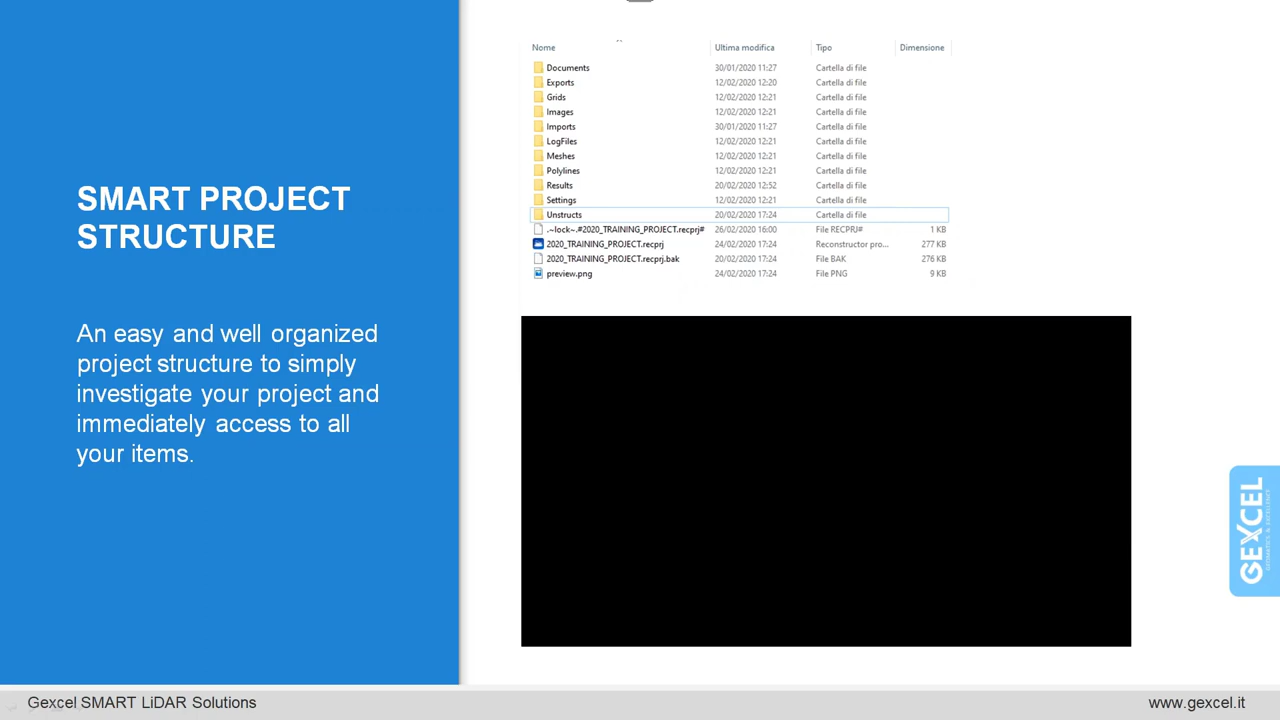 SMART PROJECT
STRUCTURE
An easy and well organized
project structure to simply
investigate your project and
immediately access to all
your items.
Nome Ultima modifica Tipo Dimensione
Documents 30/01/2020 11:27 Cartella di file
Exports 12/02/2020 12:20 Cartella di file
Grids 12/02/2020 12:21 Cartella di file
Images 12/02/2020 12:21 Cartella di file
Imports 30/01/2020 11:27 Cartella di file
LogFiles 12/02/2020 12:21 Cartella di file
Meshes 12/02/2020 12:21 Cartella di file
Polylines 12/02/2020 12:21 Cartella di file
Results 20/02/2020 12:52 Cartella di file
Settings 12/02/2020 12:21 Cartella di file
Unstructs 20/02/2020 17:24 Cartella di file
.~lock~.#2020_TRAINING_PROJECT.recprj# 26/02/2020 16:00 File RECPRJ# 1 KB
2020_TRAINING_PROJECT.recprj 24/02/2020 17:24 Reconstructor pro... 277 KB
2020_TRAINING_PROJECT.recprj.bak 20/02/2020 17:24 File BAK 276 KB
preview.png 24/02/2020 17:24 File PNG 9 KB
GEXCEL
GEOMATICS & EXCELLENCE
Gexcel SMART LiDAR Solutions
www.gexcel.it